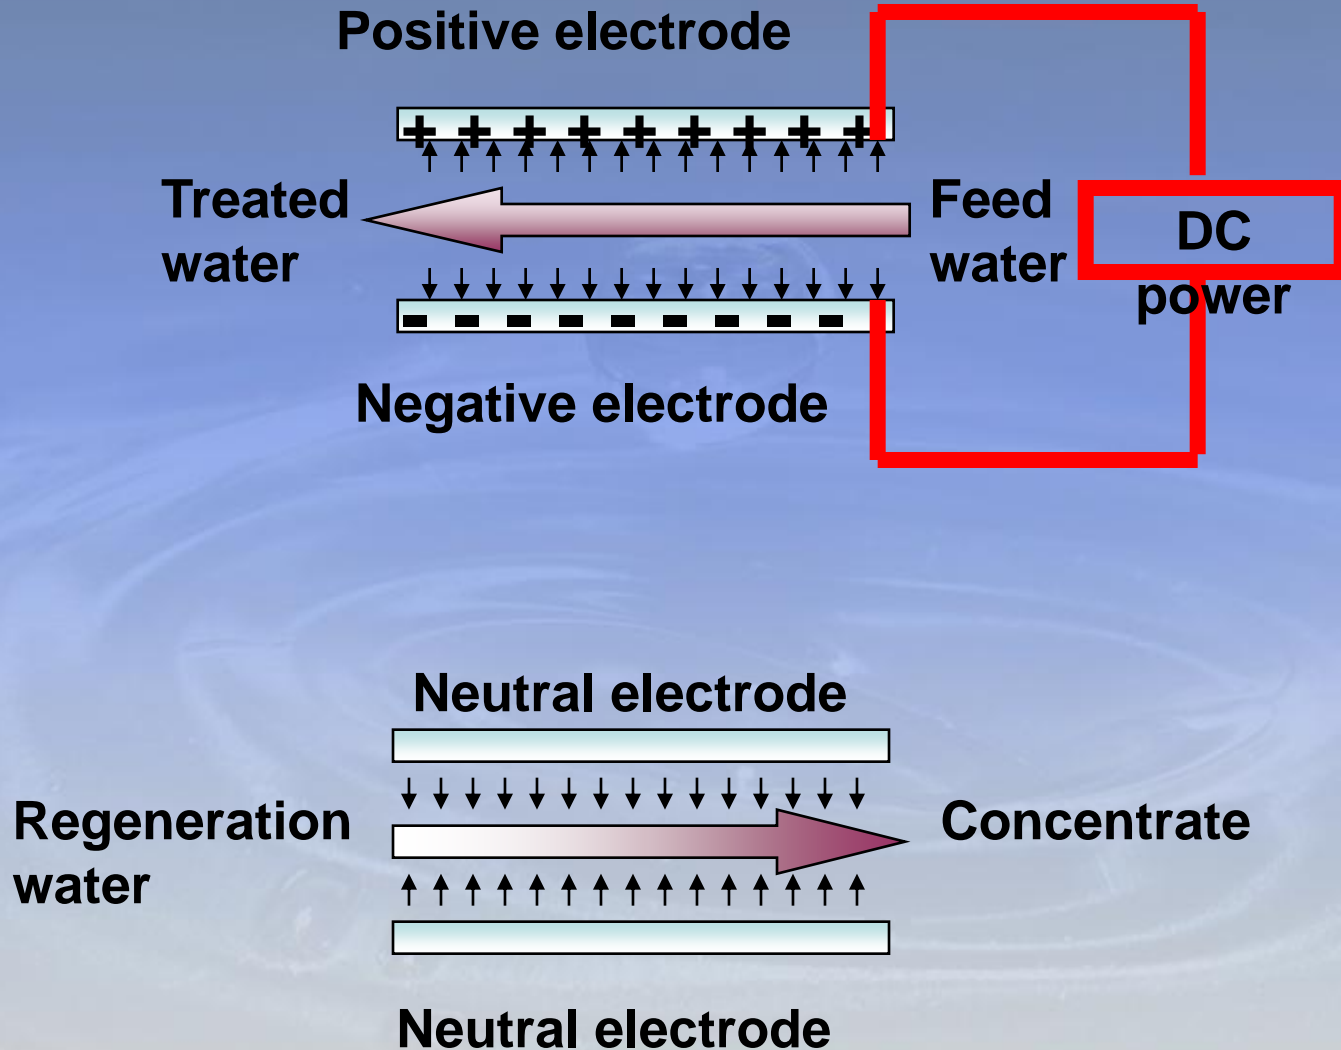 Positive electrode
+ + + + + + + + +
Treated
water
Feed
water
DC
power
- - - - - - - - -
Negative electrode
Neutral electrode
Regeneration
water
Concentrate
Neutral electrode